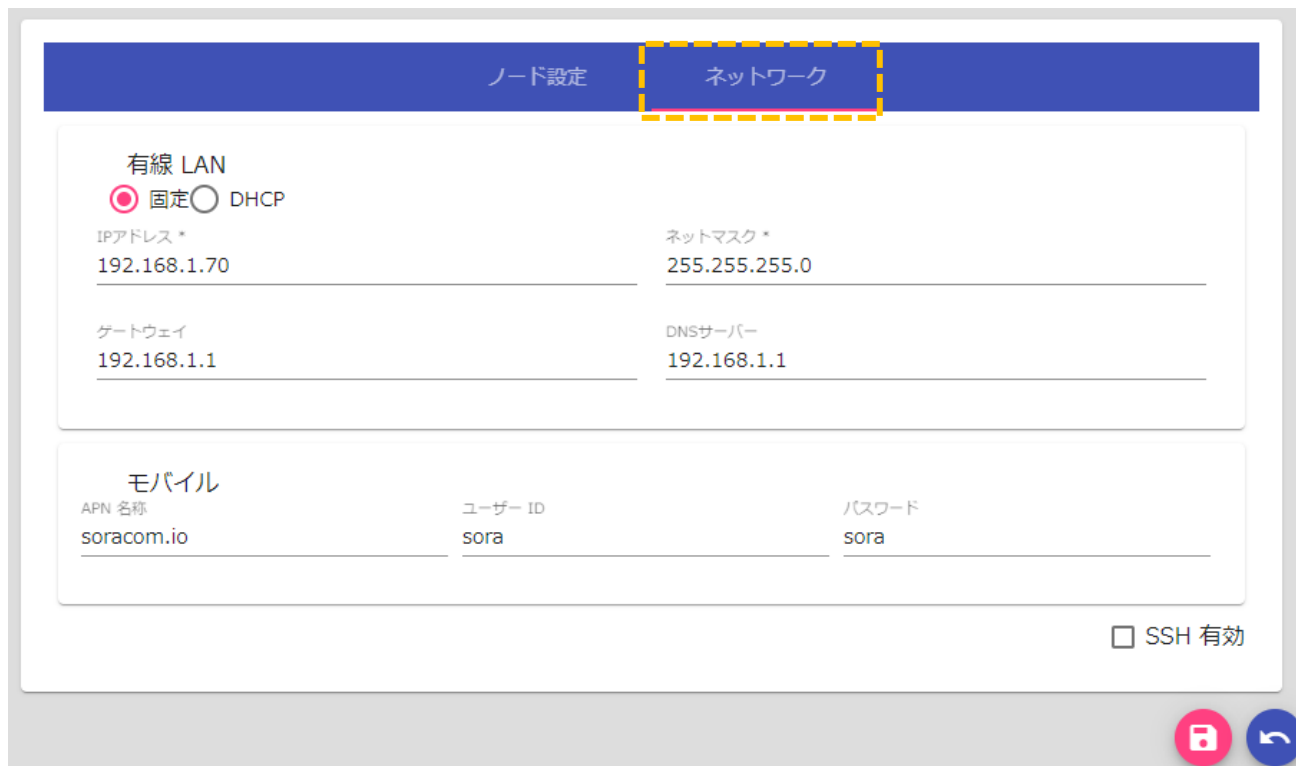 ノード設定 ネットワーク
有線 LAN
固定 DHCP
IPアドレス * ネットマスク *
192.168.1.70 255.255.255.0
ゲートウェイ DNSサーバー
192.168.1.1 192.168.1.1
モバイル
APN 名称 ユーザー ID パスワード
soracom.io sora sora
SSH 有効